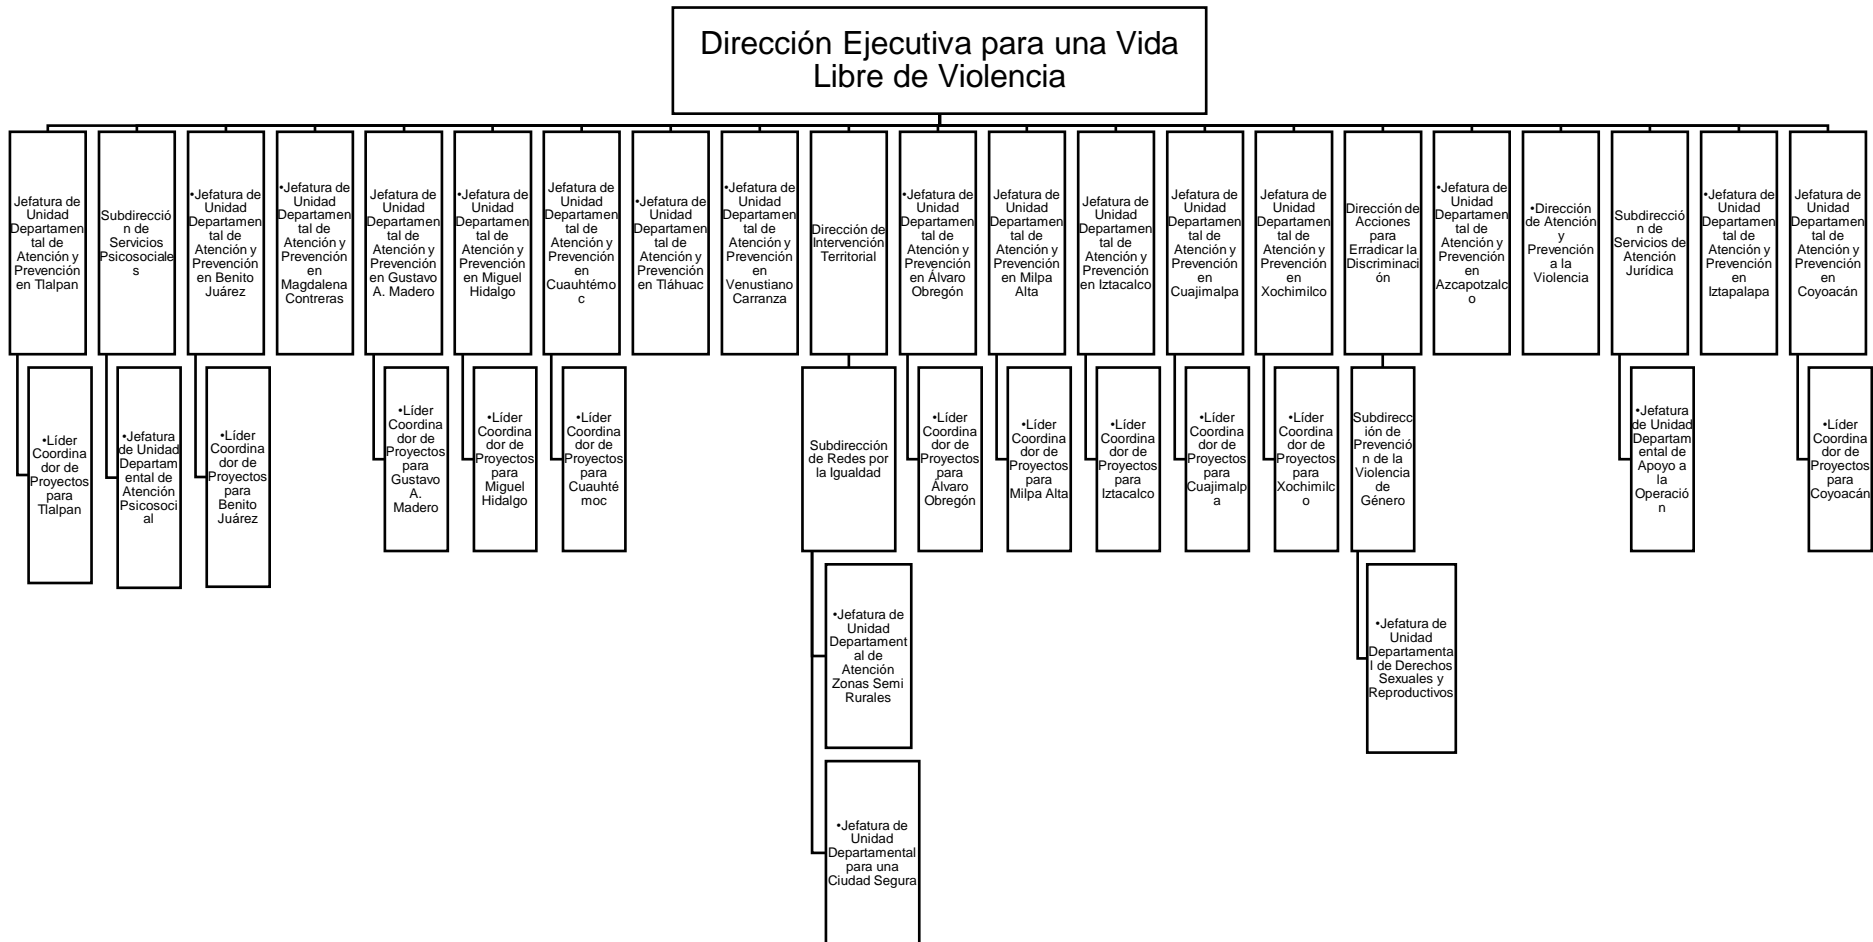 Dirección Ejecutiva para una Vida
Libre de Violencia
Jefatura de
Unidad
Departamen
tal de
Atención y
Prevención
en Tlalpan
Subdirecció
n de
Servicios
Psicosociale
s
•Jefatura de
Unidad
Departamen
tal de
Atención y
Prevención
en Benito
Juárez
•Jefatura de
Unidad
Departamen
tal de
Atención y
Prevención
en
Magdalena
Contreras
Jefatura de
Unidad
Departamen
tal de
Atención y
Prevención
en Gustavo
A. Madero
•Jefatura de
Unidad
Departamen
tal de
Atención y
Prevención
en Miguel
Hidalgo
Jefatura de
Unidad
Departamen
tal de
Atención y
Prevención
en
Cuauhtémo
c
•Jefatura de
Unidad
Departamen
tal de
Atención y
Prevención
en Tláhuac
•Jefatura de
Unidad
Departamen
tal de
Atención y
Prevención
en
Venustiano
Carranza
Dirección de
Intervención
Territorial
•Jefatura de
Unidad
Departamen
tal de
Atención y
Prevención
en Álvaro
Obregón
Jefatura de
Unidad
Departamen
tal de
Atención y
Prevención
en Milpa
Alta
Jefatura de
Unidad
Departamen
tal de
Atención y
Prevención
en Iztacalco
Jefatura de
Unidad
Departamen
tal de
Atención y
Prevención
en
Cuajimalpa
Jefatura de
Unidad
Departamen
tal de
Atención y
Prevención
en
Xochimilco
Dirección de
Acciones
para
Erradicar la
Discriminaci
ón
•Jefatura de
Unidad
Departamen
tal de
Atención y
Prevención
en
Azcapotzalc
o
•Dirección
de Atención
y
Prevención
a la
Violencia
Subdirecció
n de
Servicios de
Atención
Jurídica
•Jefatura de
Unidad
Departamen
tal de
Atención y
Prevención
en
Iztapalapa
Jefatura de
Unidad
Departamen
tal de
Atención y
Prevención
en
Coyoacán
•Líder
Coordina
dor de
Proyectos
para
Tlalpan
•Jefatura
de Unidad
Departam
ental de
Atención
Psicosoci
al
•Líder
Coordina
dor de
Proyectos
para
Benito
Juárez
•Líder
Coordina
dor de
Proyectos
para
Gustavo
A.
Madero
•Líder
Coordina
dor de
Proyectos
para
Miguel
Hidalgo
•Líder
Coordina
dor de
Proyectos
para
Cuauhté
moc
Subdirección
de Redes por
la Igualdad
•Líder
Coordina
dor de
Proyectos
para
Álvaro
Obregón
•Líder
Coordina
dor de
Proyectos
para
Milpa Alta
•Líder
Coordina
dor de
Proyectos
para
Iztacalco
•Líder
Coordina
dor de
Proyectos
para
Cuajimalp
a
•Líder
Coordina
dor de
Proyectos
para
Xochimilc
o
Subdirecc
ión de
Prevenció
n de la
Violencia
de
Género
•Jefatura
de Unidad
Departam
ental de
Apoyo a
la
Operació
n
•Líder
Coordina
dor de
Proyectos
para
Coyoacán
•Jefatura de
Unidad
Departament
al de
Atención
Zonas Semi
Rurales
•Jefatura de
Unidad
Departamenta
l de Derechos
Sexuales y
Reproductivos
•Jefatura de
Unidad
Departamental
para una
Ciudad Segura